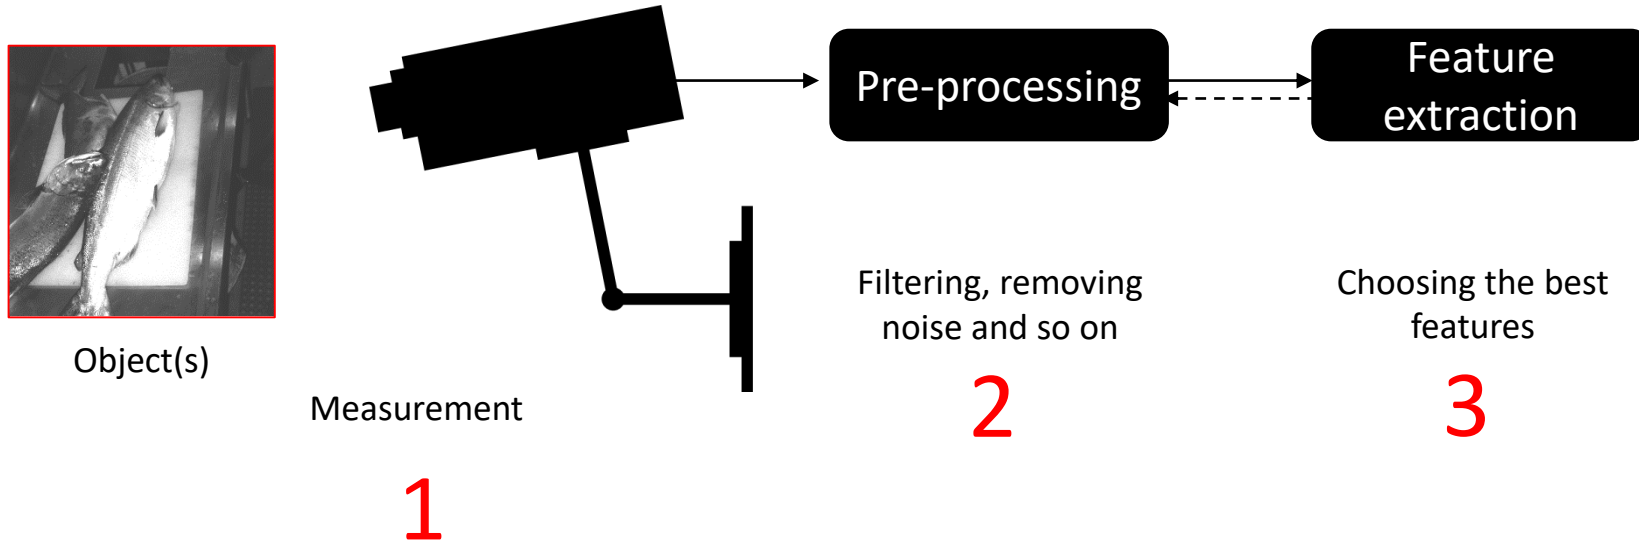 Object(s)
Measurement
1
Pre-processing
Filtering, removing
noise and so on
2
Feature
extraction
Choosing the best
features
3